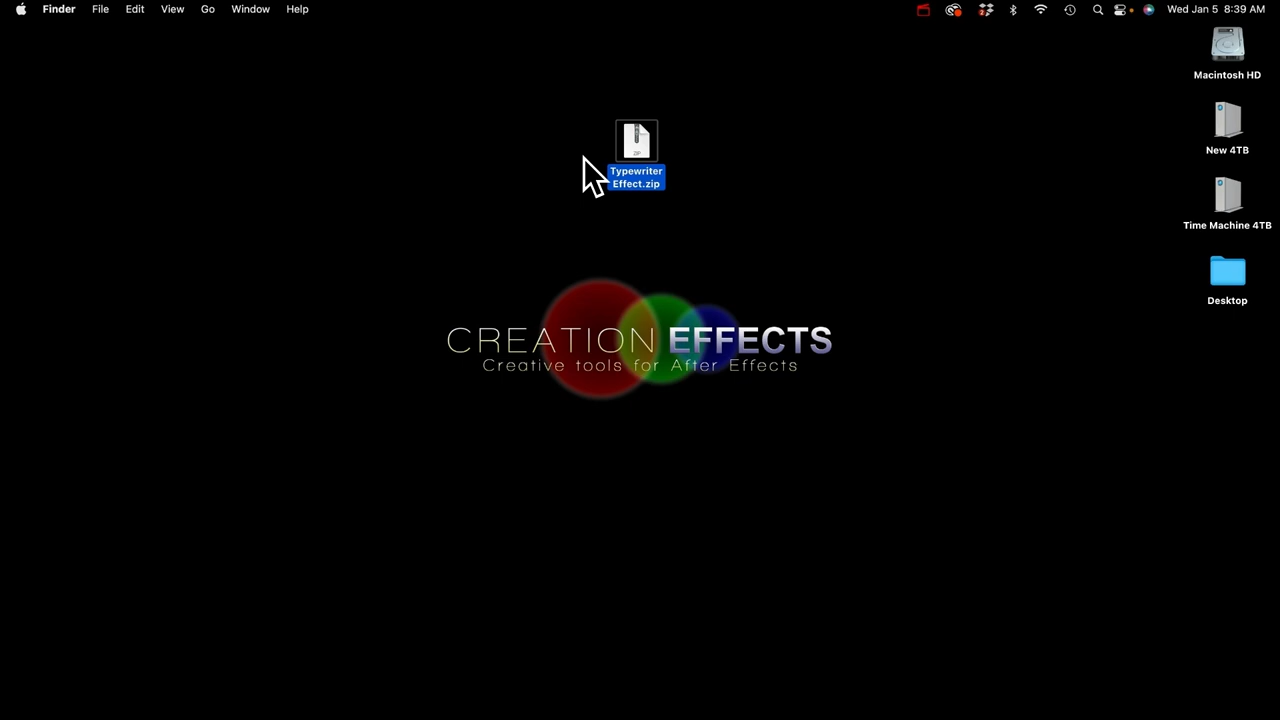 Finder File Edit View Go Window Help Wed Jan 5 8:39 AM
Macintosh HD
New 4TB
Time Machine 4TB
Desktop
ZIP
Typewriter
Effect.zip
CREATION EFFECTS
Creative tools for After Effects